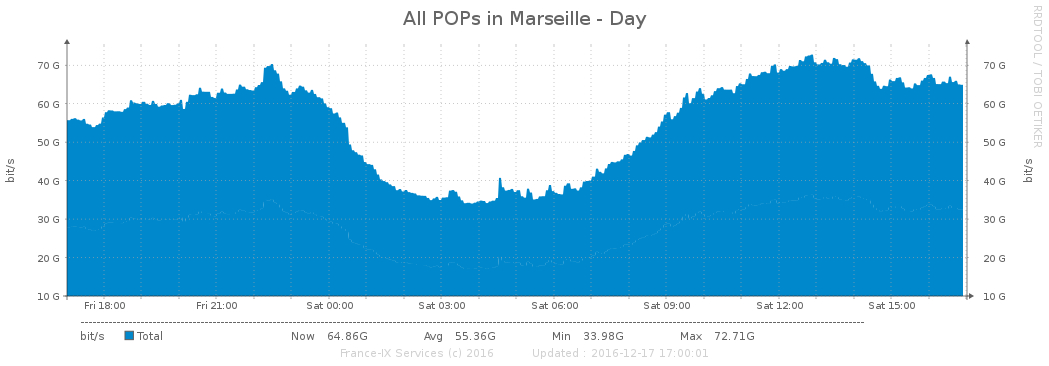 All POPs in Marseille - Day
RRDTOOL / TOBI OETIKER
bit/s
bit/s
70 G 70 G
60 G 60 G
50 G 50 G
40 G 40 G
30 G 30 G
20 G 20 G
10 G 10 G
Fri 18:00 Fri 21:00 Sat 00:00 Sat 03:00 Sat 06:00 Sat 09:00 Sat 12:00 Sat 15:00
bit/s Total Now 64.86G Avg 55.36G Min 33.98G Max 72.71G
France-IX Services (c) 2016 Updated : 2016-12-17 17:00:01